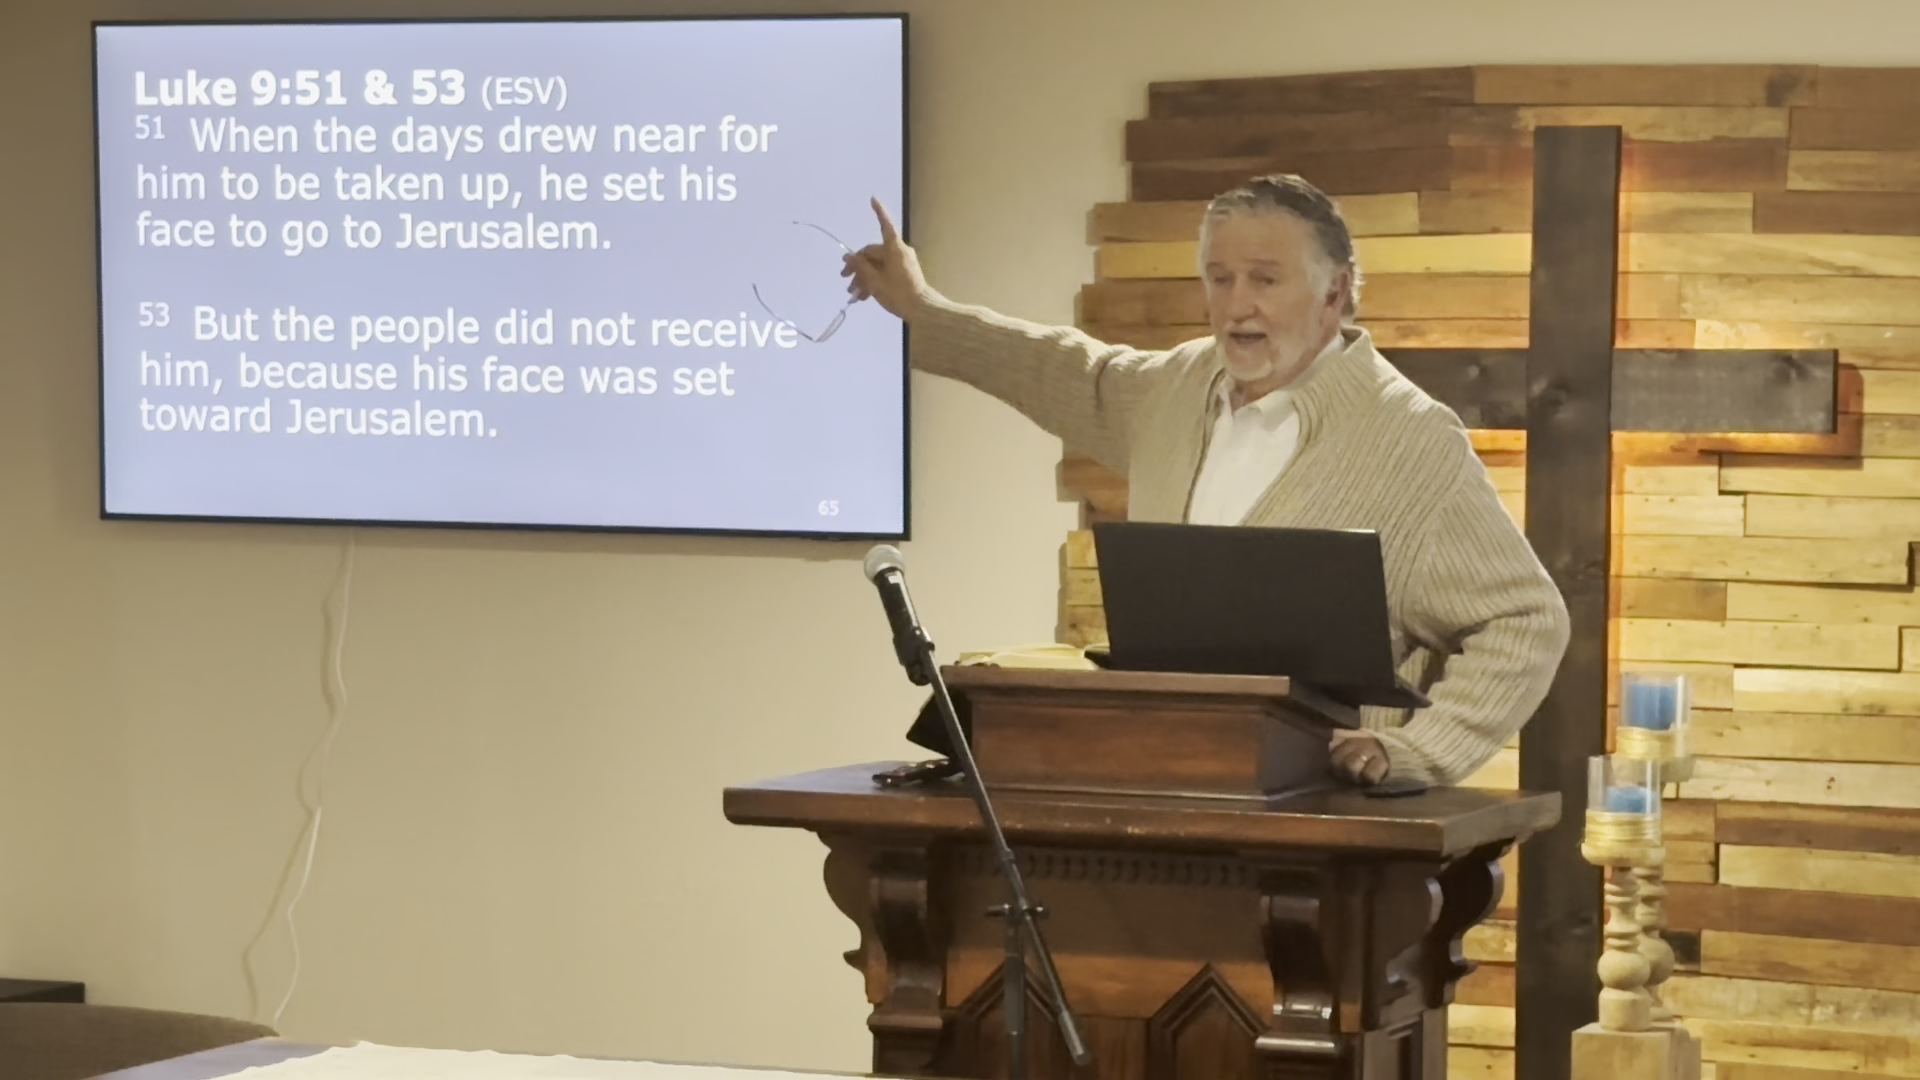 Luke 9:51 & 53 (ESV)
51 When the days drew near for
him to be taken up, he set his
face to go to Jerusalem.
53 But the people did not receive
him, because his face was set
toward Jerusalem.
65